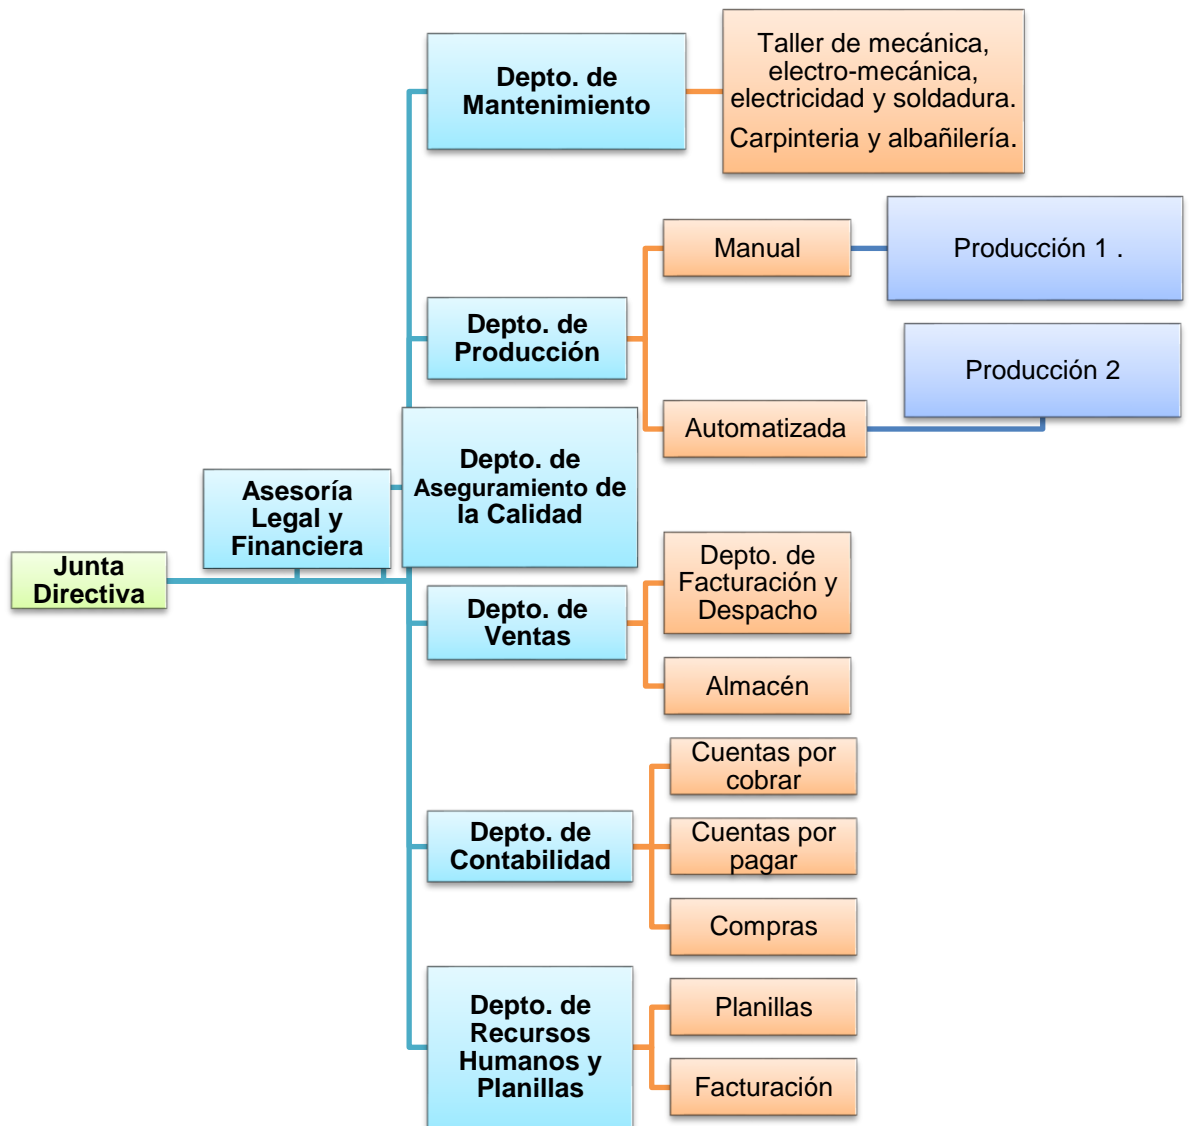 Depto. de
Mantenimiento
Taller de mecánica,
electro-mecánica,
electricidad y soldadura.
Carpinteria y albañilería.
Manual
Producción 1 .
Depto. de
Producción
Producción 2
Automatizada
Depto. de
Aseguramiento de
la Calidad
Asesoría
Legal y
Financiera
Junta
Directiva
Depto. de
Facturación y
Despacho
Depto. de
Ventas
Almacén
Cuentas por
cobrar
Depto. de
Contabilidad
Cuentas por
pagar
Compras
Depto. de
Recursos
Humanos y
Planillas
Planillas
Facturación